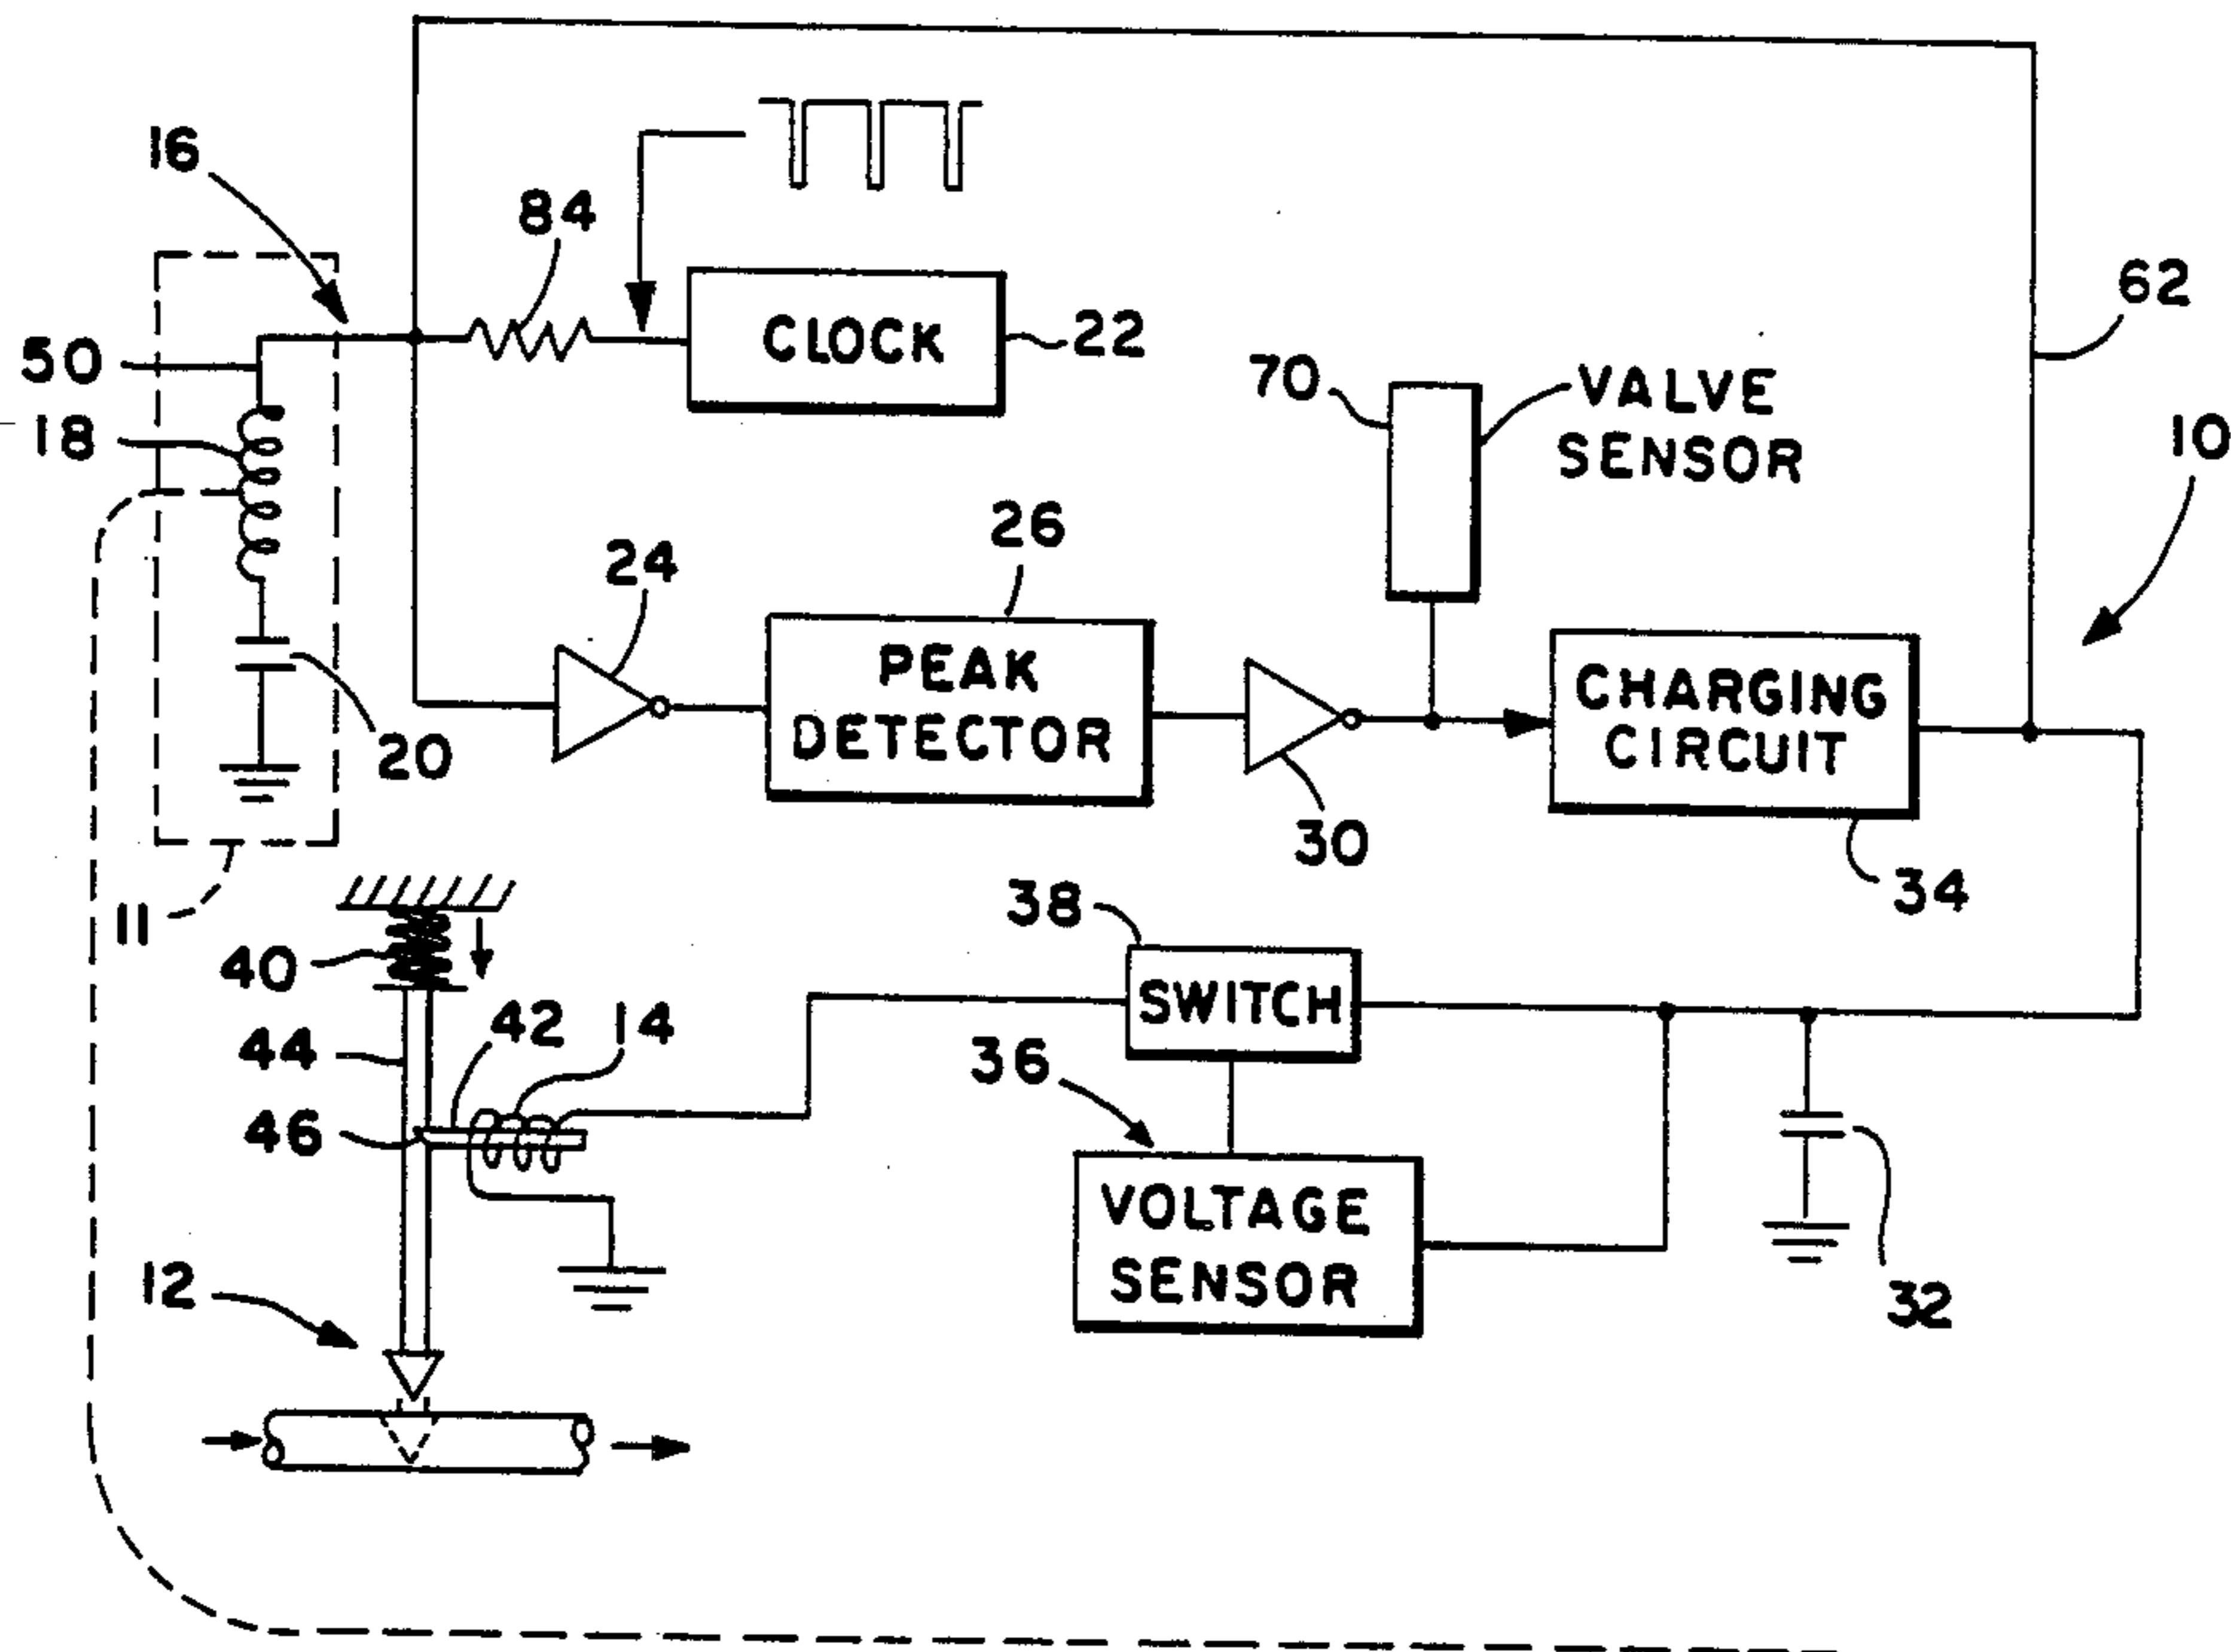 16
84
CLOCK
22
62
50
18
70
VALVE
SENSOR
10
24
26
PEAK
DETECTOR
CHARGING
CIRCUIT
20
30
34
11
40
38
SWITCH
42
14
44
36
46
VOLTAGE
SENSOR
12
32